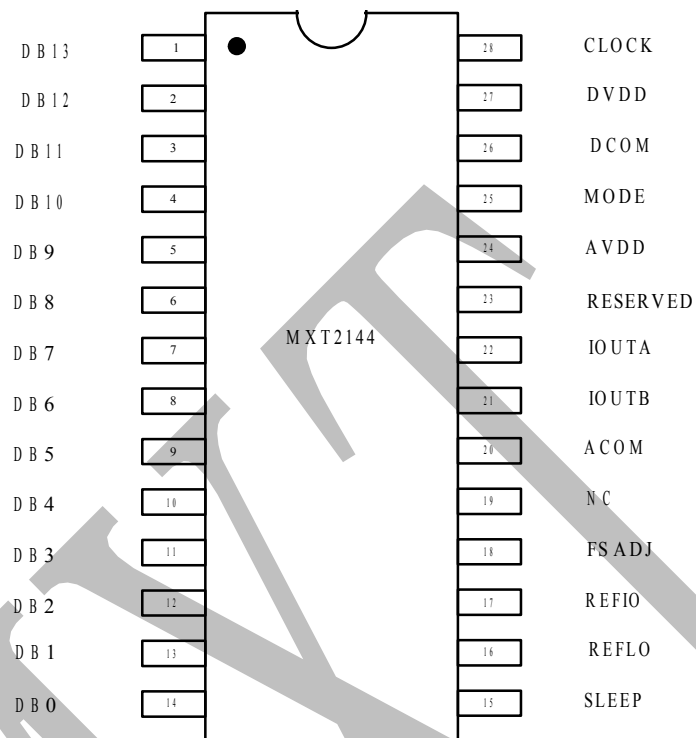 DB13 1 28 CLOCK
DB12 2 27 DVDD
DB11 3 26 DCOM
DB10 4 25 MODE
DB9 5 24 AVDD
DB8 6 23 RESERVED
MXT2144
DB7 7 22 IOUTA
DB6 8 21 IOUTB
DB5 9 20 ACOM
DB4 10 19 NC
DB3 11 18 FSADJ
DB2 12 17 REFIO
DB1 13 16 REFLO
DB0 14 15 SLEEP